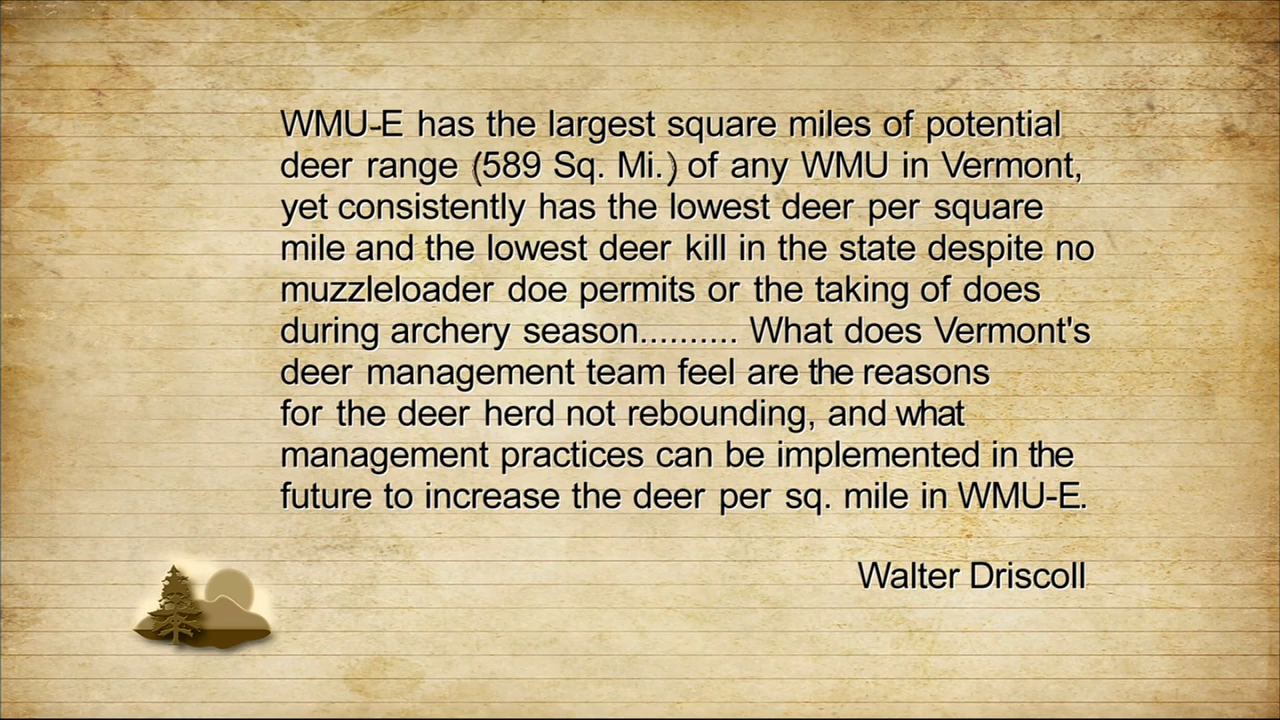 WMU-E has the largest square miles of potential
deer range (589 Sq. Mi.) of any WMU in Vermont,
yet consistently has the lowest deer per square
mile and the lowest deer kill in the state despite no
muzzleloader doe permits or the taking of does
during archery season.......... What does Vermont's
deer management team feel are the reasons
for the deer herd not rebounding, and what
management practices can be implemented in the
future to increase the deer per sq. mile in WMU-E.
Walter Driscoll